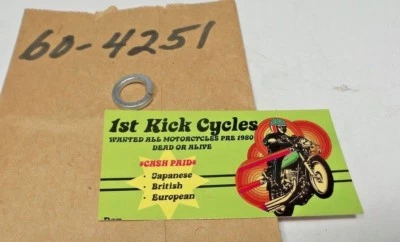 60-4251
1st Kick Cycles
WANTED ALL MOTORCYCLES PRE 1980
DEAD OR ALIVE
*CASH PAID*
• Japanese
• British
• European